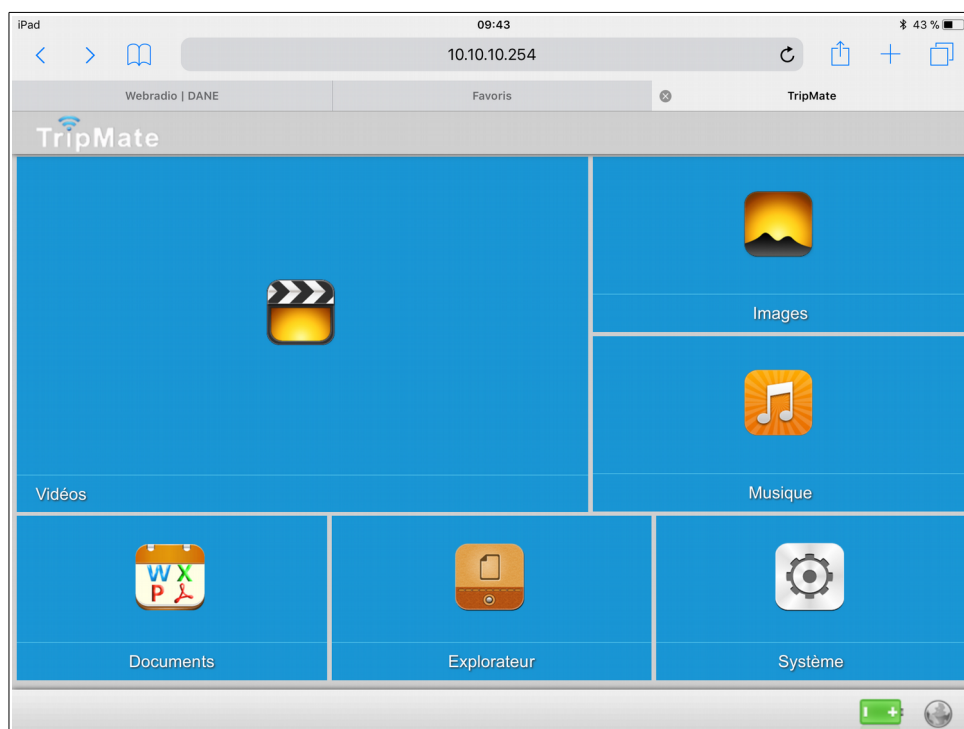 iPad 09:43 43 %
10.10.10.254
Webradio | DANE Favoris TripMate
TripMate
Images
Vidéos
Musique
W X
P
Documents Explorateur Système